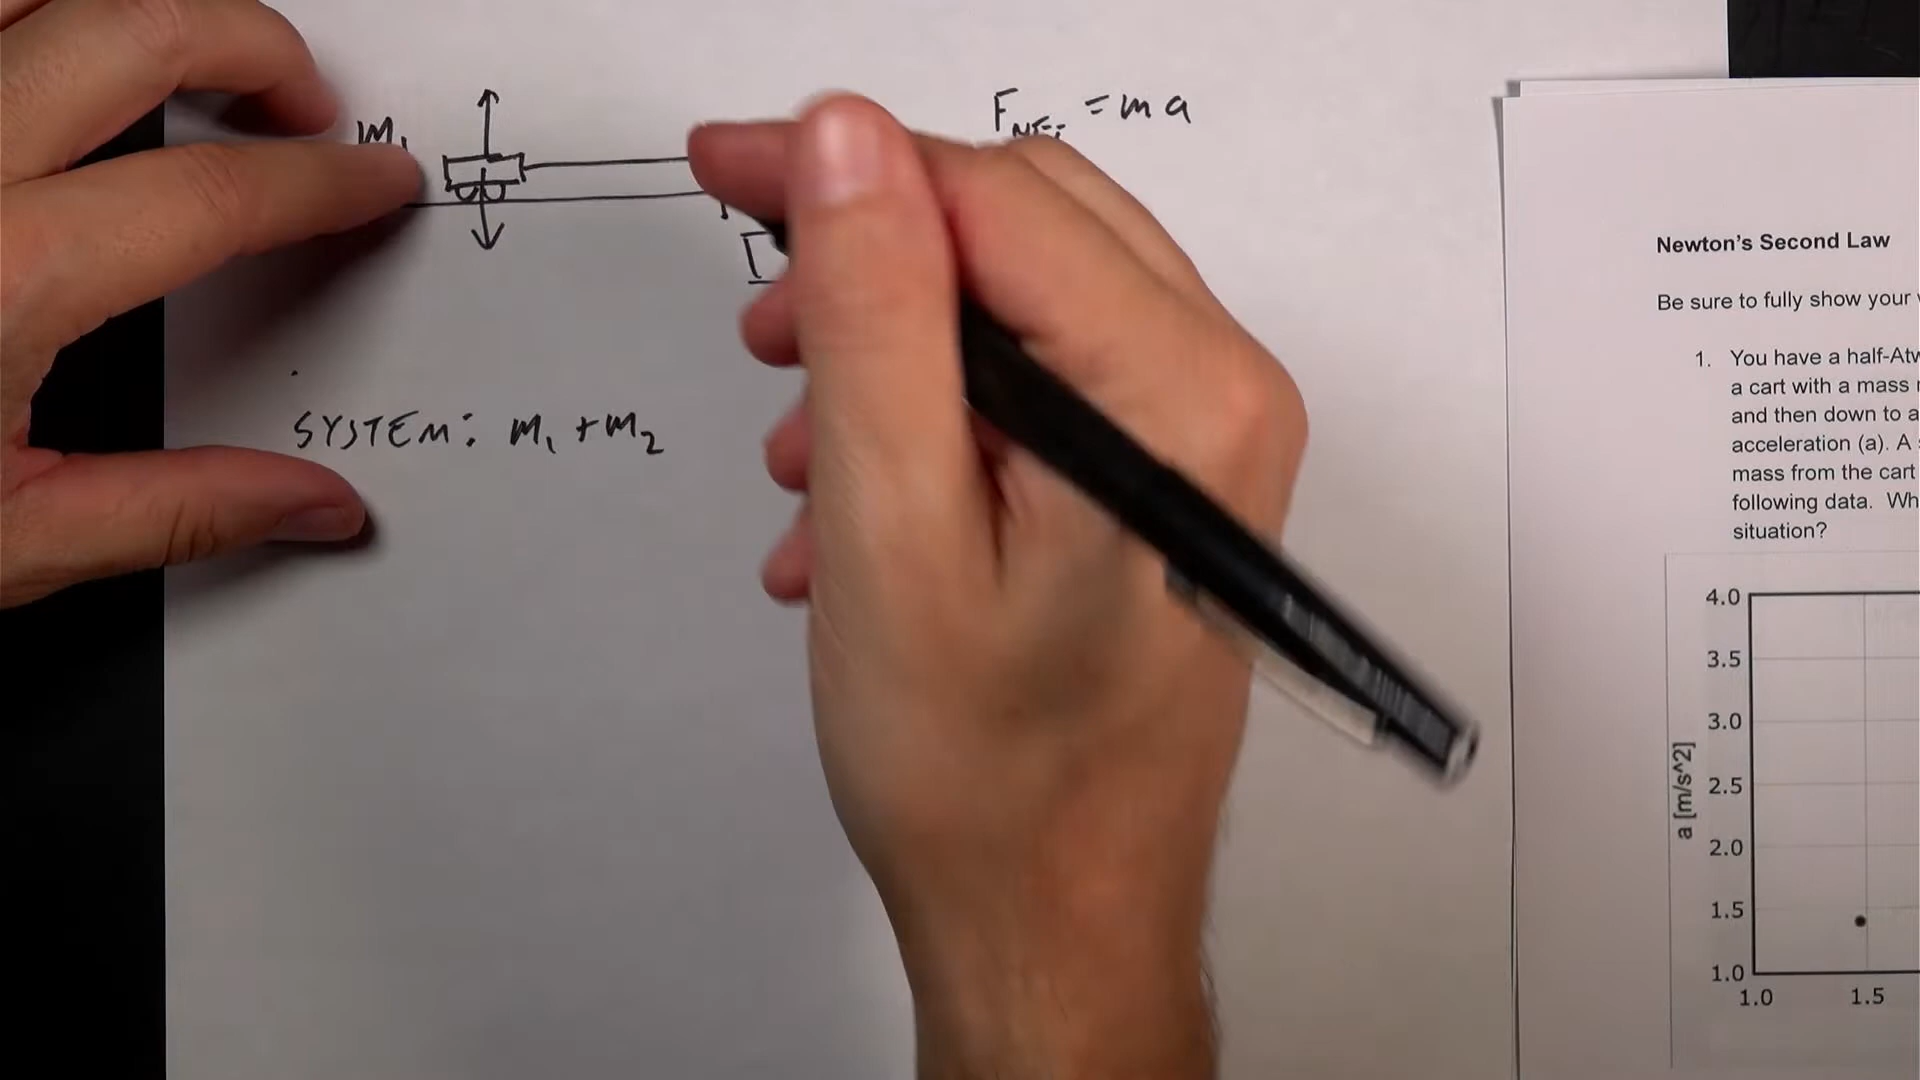 m₁
F = m a
SYSTEM: m₁ + m₂
Newton's Second Law
Be sure to fully show your
1. You have a half-Atw
a cart with a mass
and then down to a
acceleration (a). A
mass from the cart
following data. Wh
situation?
a [m/s^2]
4.0
3.5
3.0
2.5
2.0
1.5
1.0
1.0 1.5